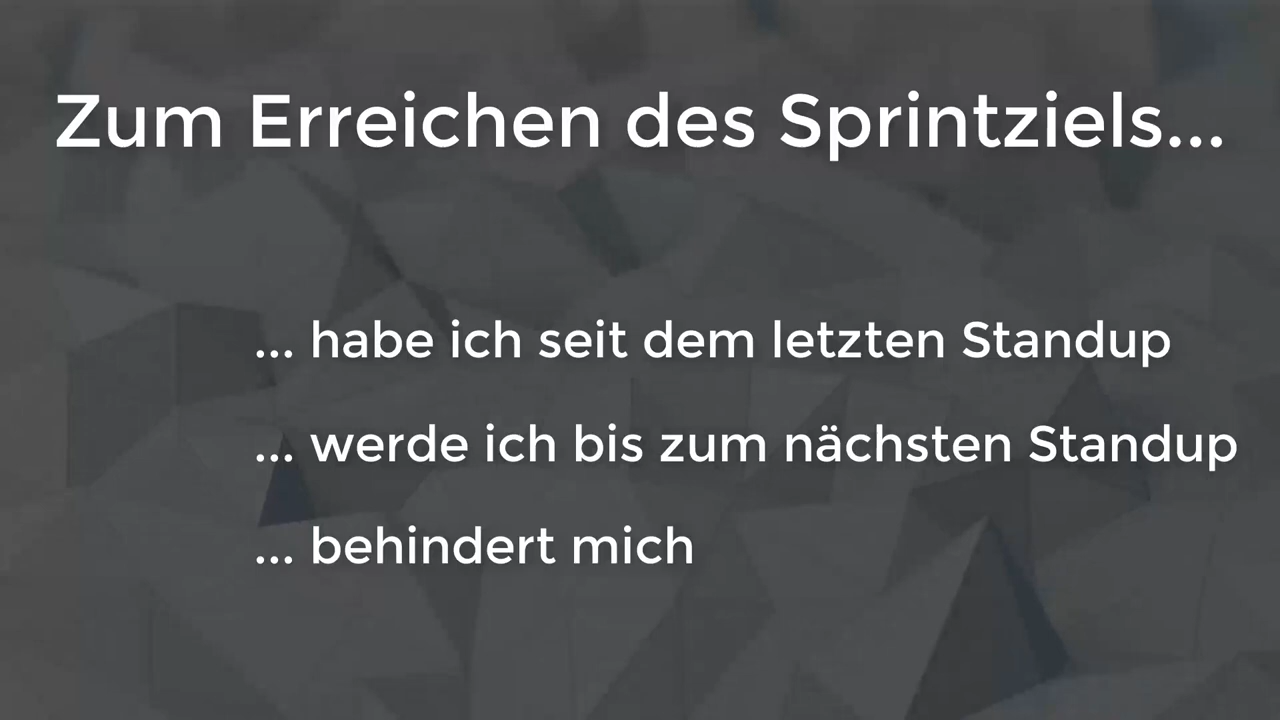 Zum Erreichen des Sprintziels...
... habe ich seit dem letzten Standup
... werde ich bis zum nächsten Standup
... behindert mich